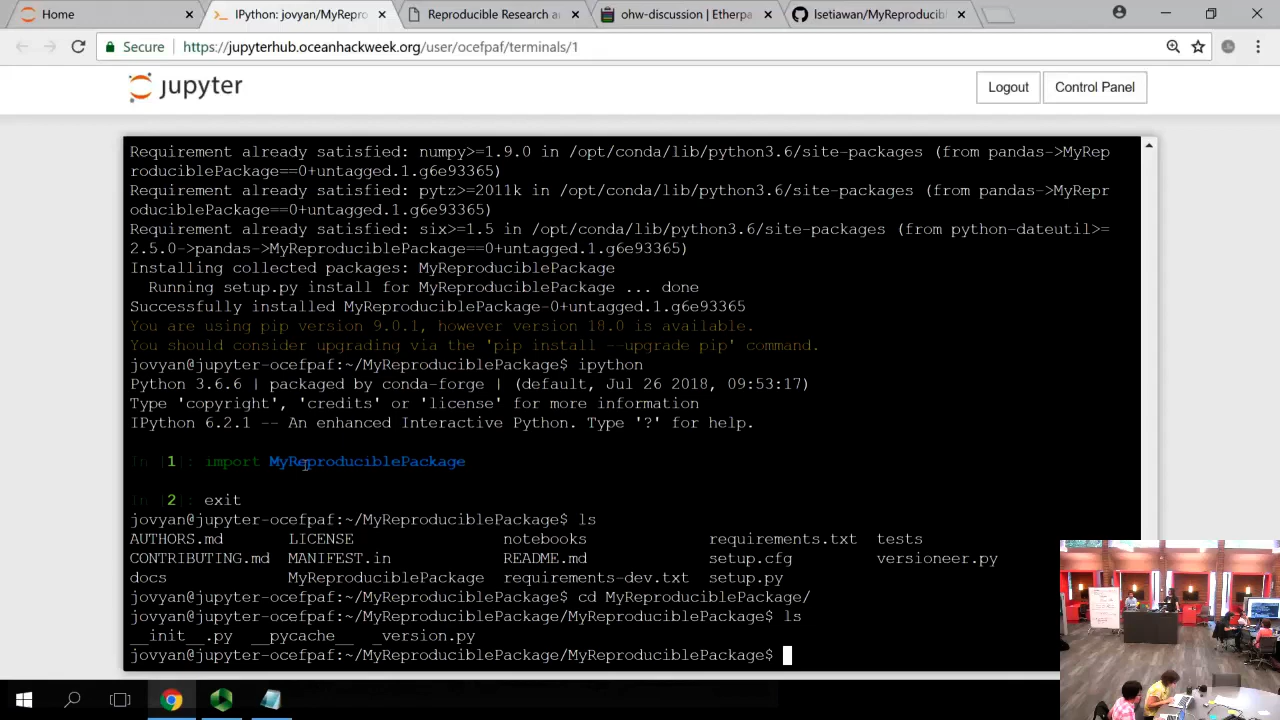 Home
IPython: jovyan/MyRepro
Reproducible Research a
ohw-discussion | Etherpa
lsetiawan/MyReproducib
Secure https://jupyterhub.oceanhackweek.org/user/ocefpaf/terminals/1
jupyter
Logout
Control Panel
Requirement already satisfied: numpy>=1.9.0 in /opt/conda/lib/python3.6/site-packages (from pandas->MyRep
roduciblePackage==0+untagged.1.g6e93365)
Requirement already satisfied: pytz>=2011k in /opt/conda/lib/python3.6/site-packages (from pandas->MyRepr
oduciblePackage==0+untagged.1.g6e93365)
Requirement already satisfied: six>=1.5 in /opt/conda/lib/python3.6/site-packages (from python-dateutil>=
2.5.0->pandas->MyReproduciblePackage==0+untagged.1.g6e93365)
Installing collected packages: MyReproduciblePackage
Running setup.py install for MyReproduciblePackage ... done
Successfully installed MyReproduciblePackage-0+untagged.1.g6e93365
You are using pip version 9.0.1, however version 18.0 is available.
You should consider upgrading via the 'pip install --upgrade pip' command.
jovyan@jupyter-ocefpaf:~/MyReproduciblePackage$ ipython
Python 3.6.6 | packaged by conda-forge | (default, Jul 26 2018, 09:53:17)
Type 'copyright', 'credits' or 'license' for more information
IPython 6.2.1 -- An enhanced Interactive Python. Type '?' for help.
In [1]: import MyReproduciblePackage
In [2]: exit
jovyan@jupyter-ocefpaf:~/MyReproduciblePackage$ ls
AUTHORS.md LICENSE notebooks requirements.txt tests
CONTRIBUTING.md MANIFEST.in README.md setup.cfg versioneer.py
docs MyReproduciblePackage requirements-dev.txt setup.py
jovyan@jupyter-ocefpaf:~/MyReproduciblePackage$ cd MyReproduciblePackage/
jovyan@jupyter-ocefpaf:~/MyReproduciblePackage/MyReproduciblePackage$ ls
__init__.py __pycache__ _version.py
jovyan@jupyter-ocefpaf:~/MyReproduciblePackage/MyReproduciblePackage$